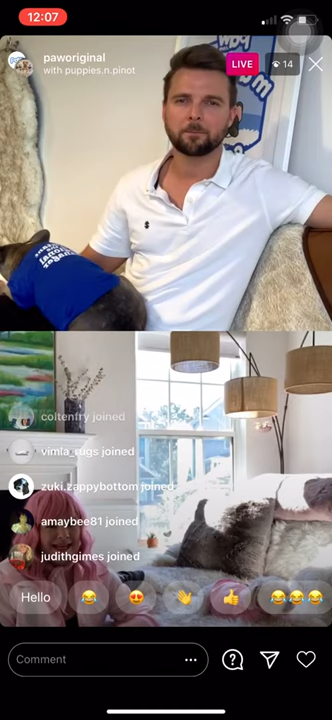 12:07
paworiginal
with puppies.n.pinot
LIVE
14
coltenfry joined
vimla_rugs joined
zuki.zappybottom joined
amaybee81 joined
judithgimes joined
Hello
Comment